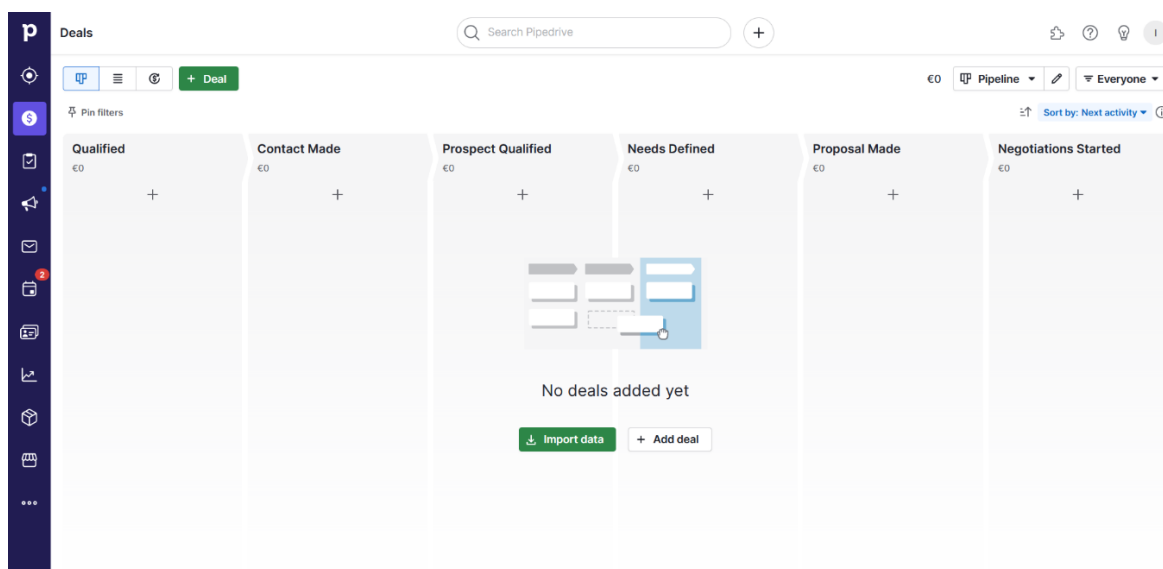 p
Deals
Search Pipedrive
I
+ Deal
€0
Pipeline
Everyone
Pin filters
Sort by: Next activity
Qualified
€0
Contact Made
€0
Prospect Qualified
€0
Needs Defined
€0
Proposal Made
€0
Negotiations Started
€0
2
No deals added yet
Import data
+ Add deal